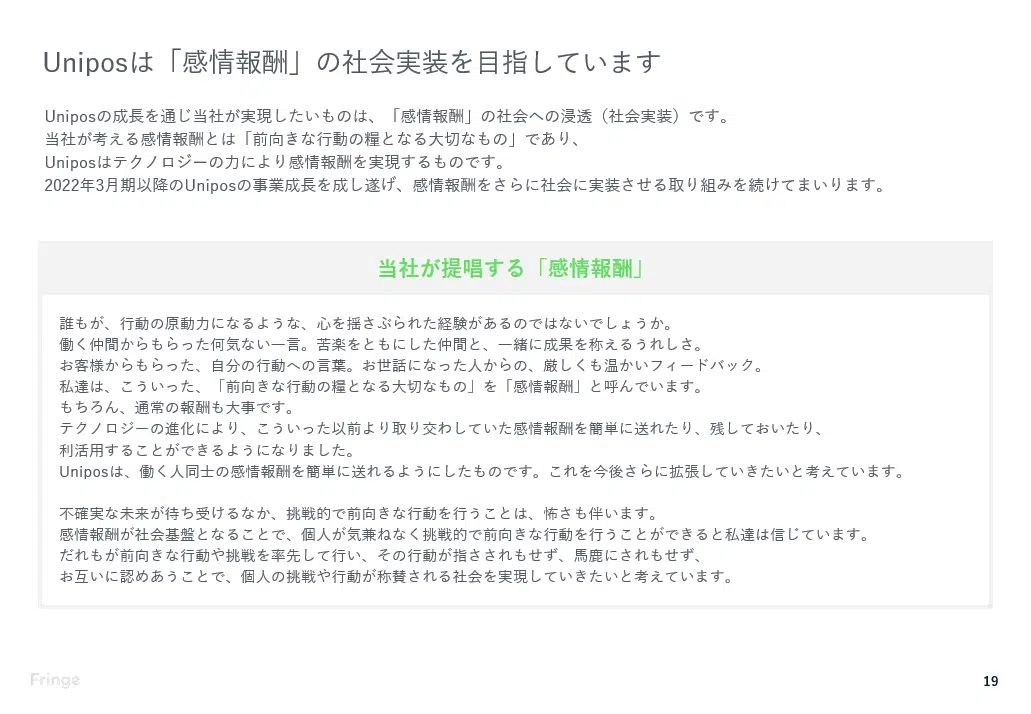 Uniposは「感情報酬」の社会実装を目指しています
Uniposの成長を通じ当社が実現したいものは、「感情報酬」の社会への浸透（社会実装）です。
当社が考える感情報酬とは「前向きな行動の糧となる大切なもの」であり、
Uniposはテクノロジーの力により感情報酬を実現するものです。
2022年3月期以降のUniposの事業成長を成し遂げ、感情報酬をさらに社会に実装させる取り組みを続けてまいります。
当社が提唱する「感情報酬」
誰もが、行動の原動力になるような、心を揺さぶられた経験があるのではないでしょうか。
働く仲間からもらった何気ない一言。苦楽をともにした仲間と、一緒に成果を称えるうれしさ。
お客様からもらった、自分の行動への言葉。お世話になった人からの、厳しくも温かいフィードバック。
私達は、こういった、「前向きな行動の糧となる大切なもの」を「感情報酬」と呼んでいます。
もちろん、通常の報酬も大事です。
テクノロジーの進化により、こういった以前より取り交わしていた感情報酬を簡単に送れたり、残しておいたり、
利活用することができるようになりました。
Uniposは、働く人同士の感情報酬を簡単に送れるようにしたものです。これを今後さらに拡張していきたいと考えています。
不確実な未来が待ち受けるなか、挑戦的で前向きな行動を行うことは、怖さも伴います。
感情報酬が社会基盤となることで、個人が気兼ねなく挑戦的で前向きな行動を行うことができると私達は信じています。
だれもが前向きな行動や挑戦を率先して行い、その行動が指さされもせず、馬鹿にされもせず、
お互いに認めあうことで、個人の挑戦や行動が称賛される社会を実現していきたいと考えています。
Fringe
19